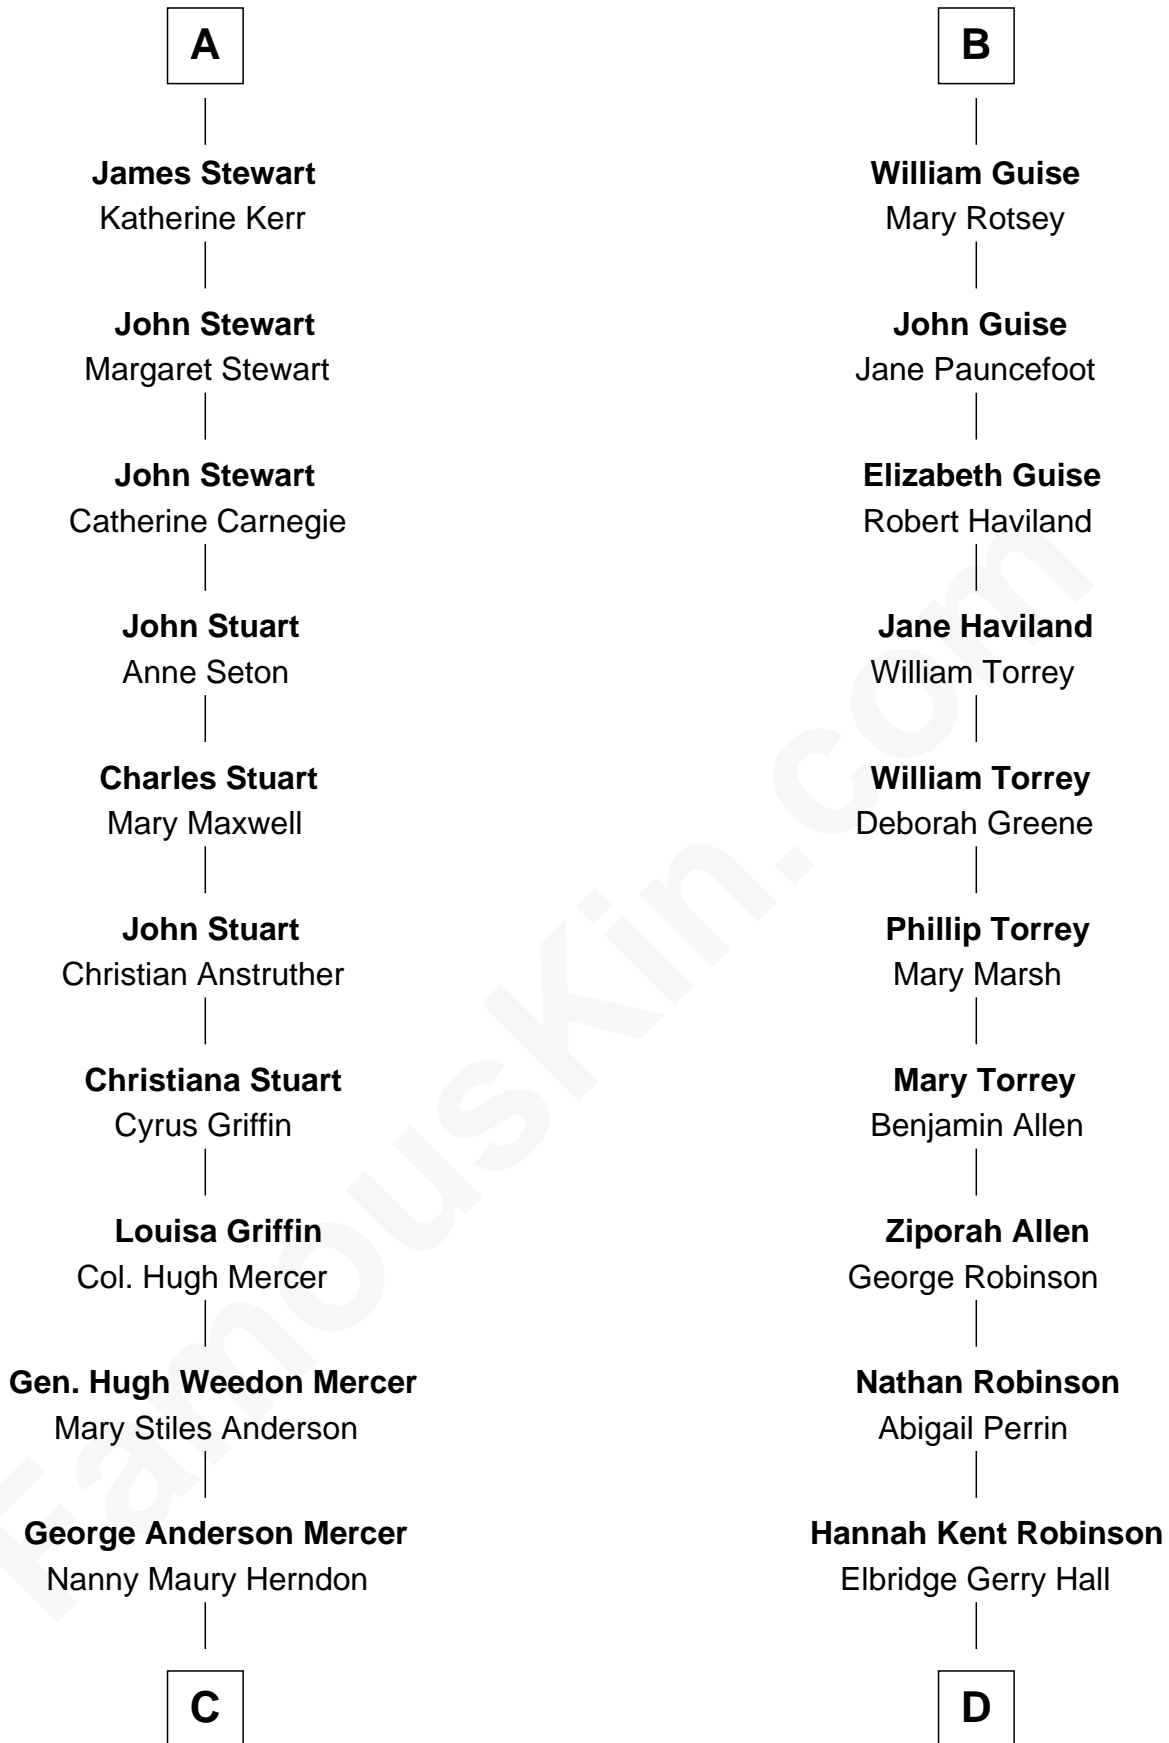 A
James Stewart
Katherine Kerr
John Stewart
Margaret Stewart
John Stewart
Catherine Carnegie
John Stuart
Anne Seton
Charles Stuart
Mary Maxwell
John Stuart
Christian Anstruther
Christiana Stuart
Cyrus Griffin
Louisa Griffin
Col. Hugh Mercer
Gen. Hugh Weedon Mercer
Mary Stiles Anderson
George Anderson Mercer
Nanny Maury Herndon
C
B
William Guise
Mary Rotsey
John Guise
Jane Pauncefoot
Elizabeth Guise
Robert Haviland
Jane Haviland
William Torrey
William Torrey
Deborah Greene
Phillip Torrey
Mary Marsh
Mary Torrey
Benjamin Allen
Ziporah Allen
George Robinson
Nathan Robinson
Abigail Perrin
Hannah Kent Robinson
Elbridge Gerry Hall
D
FamousKin.com